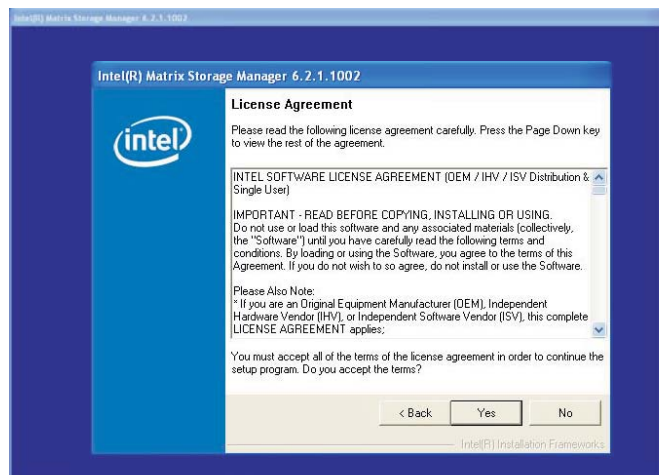 Intel(R) Matrix Storage Manager 6.2.1.1002
Intel(R) Matrix Storage Manager 6.2.1.1002
intel
License Agreement
Please read the following license agreement carefully. Press the Page Down key
to view the rest of the agreement.
INTEL SOFTWARE LICENSE AGREEMENT (OEM / IHV / ISV Distribution &
Single User)
IMPORTANT - READ BEFORE COPYING, INSTALLING OR USING.
Do not use or load this software and any associated materials (collectively,
the "Software") until you have carefully read the following terms and
conditions. By loading or using the Software, you agree to the terms of this
Agreement. If you do not wish to so agree, do not install or use the Software.
Please Also Note:
* If you are an Original Equipment Manufacturer (OEM), Independent
Hardware Vendor (IHV), or Independent Software Vendor (ISV), this complete
LICENSE AGREEMENT applies;
You must accept all of the terms of the license agreement in order to continue the
setup program. Do you accept the terms?
< Back Yes No
Intel(R) Installation Frameworks